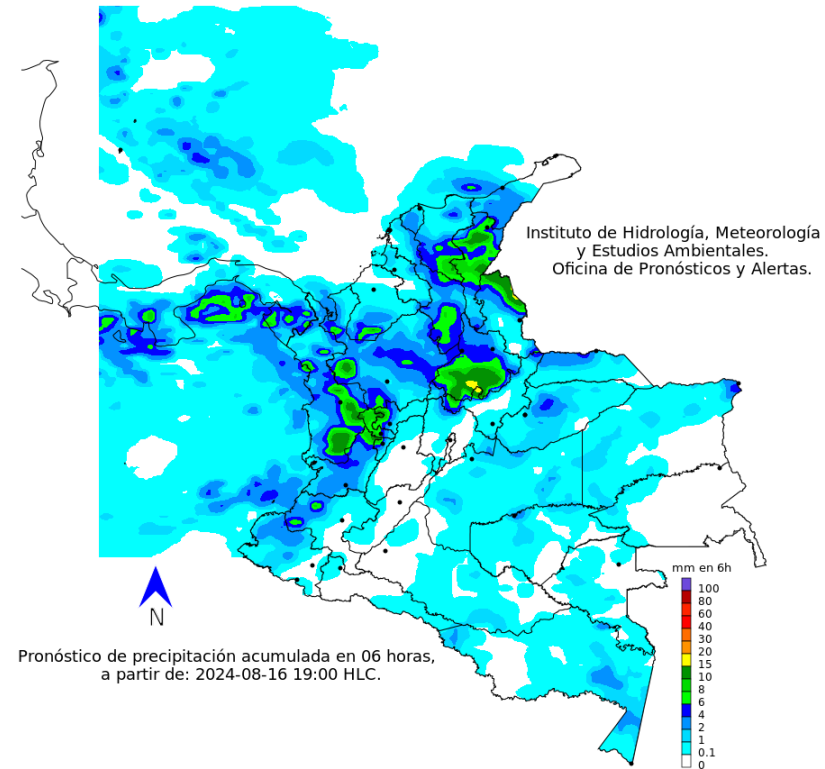 Instituto de Hidrología, Meteorología
y Estudios Ambientales.
Oficina de Pronósticos y Alertas.
mm en 6h
100
80
60
40
30
20
15
10
8
6
4
2
1
0.1
0
N
Pronóstico de precipitación acumulada en 06 horas,
a partir de: 2024-08-16 19:00 HLC.